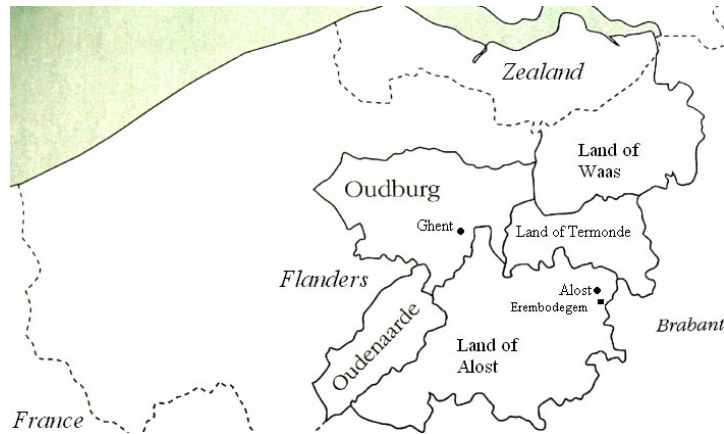 Zealand
Land of
Waas
Oudburg
Ghent
Land of Termonde
Flanders
Alost
Erembodegem
Brabant
Oudenaarde
Land of
Alost
France